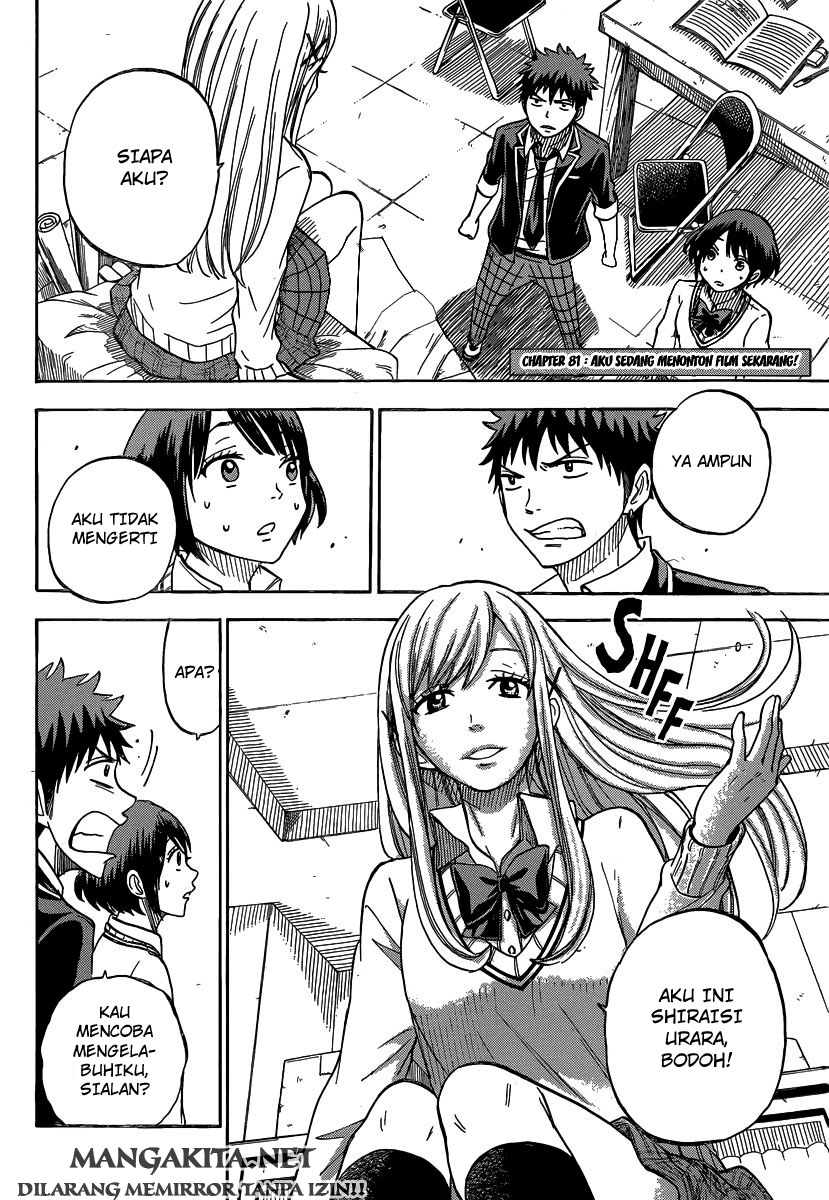 SIAPA
AKU?
CHAPTER 81 : AKU SEDANG MENONTON FILM SEKARANG!
AKU TIDAK
MENGERTI
YA AMPUN
APA?
KAU
MENCOBA
MENGELA-
BUHIKU,
SIALAN?
SHFF
AKU INI
SHIRAISI
URARA,
BODOH!
MANGAKITA.NET
DILARANG MEMIRROR TANPA IZIN!!